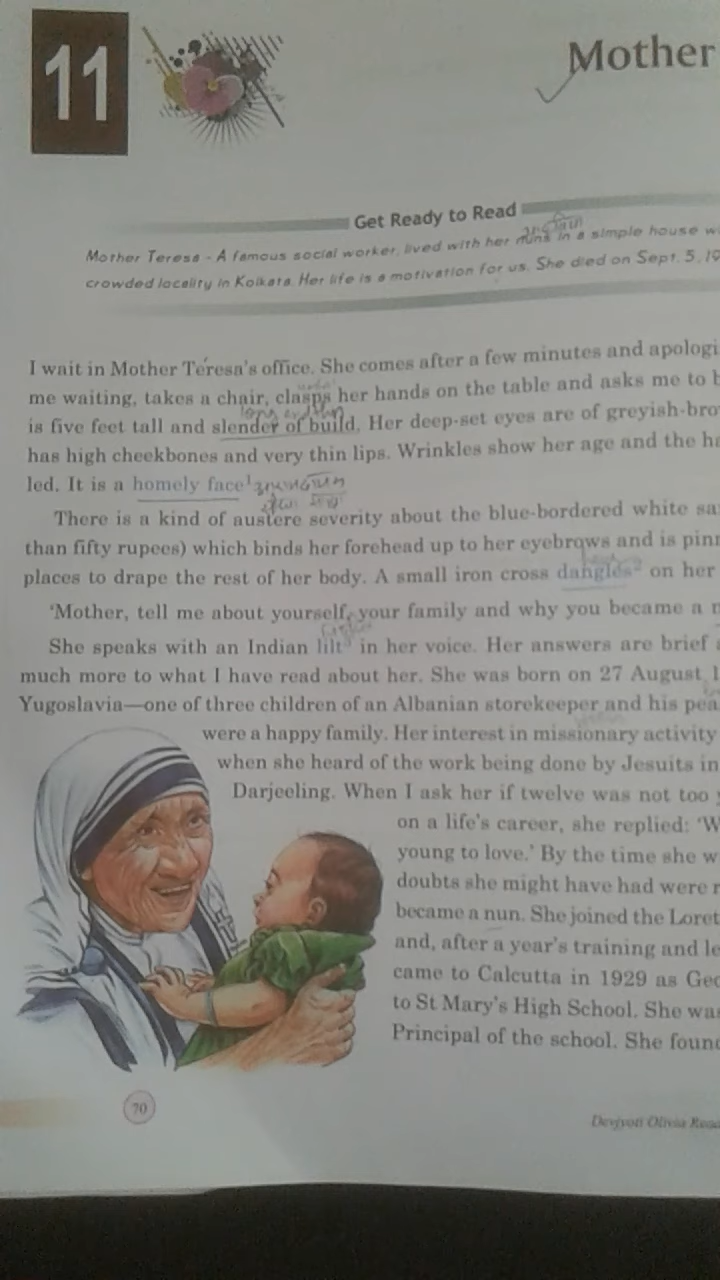 11
Mother
Get Ready to Read
Mother Teresa - A famous social worker, lived with her nuns in a simple house w
crowded locality in Kolkata. Her life is a motivation for us. She died on Sept. 5, 19
I wait in Mother Teresa's office. She comes after a few minutes and apologi
me waiting, takes a chair, clasps her hands on the table and asks me to b
is five feet tall and slender of build. Her deep-set eyes are of greyish-bro
has high cheekbones and very thin lips. Wrinkles show her age and the ha
led. It is a homely face¹
There is a kind of austere severity about the blue-bordered white sa
than fifty rupees) which binds her forehead up to her eyebrows and is pinn
places to drape the rest of her body. A small iron cross dangles² on her
'Mother, tell me about yourself, your family and why you became a n
She speaks with an Indian lilt³ in her voice. Her answers are brief a
much more to what I have read about her. She was born on 27 August 1
Yugoslavia—one of three children of an Albanian storekeeper and his pea
were a happy family. Her interest in missionary activity
when she heard of the work being done by Jesuits in
Darjeeling. When I ask her if twelve was not too y
on a life's career, she replied: 'W
young to love.' By the time she w
doubts she might have had were r
became a nun. She joined the Loret
and, after a year's training and le
came to Calcutta in 1929 as Geo
to St Mary's High School. She was
Principal of the school. She found
70
Devjyoti Olivia Read